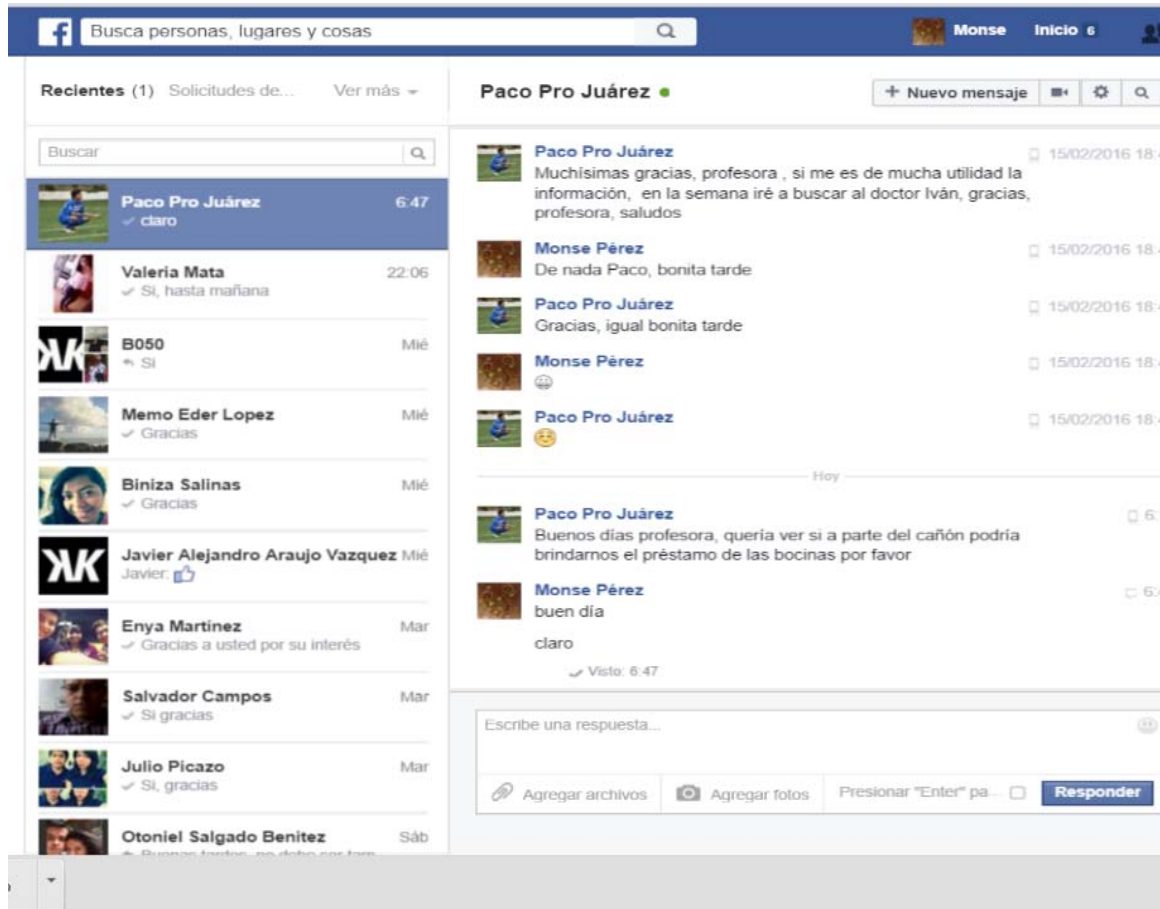 Busca personas, lugares y cosas
Monse
Inicio 6
Recientes (1) Solicitudes de... Ver más
Buscar
Paco Pro Juárez 6:47
claro
Valeria Mata 22:06
Si, hasta mañana
B050 Mié
Si
Memo Eder Lopez Mié
Gracias
Biniza Salinas Mié
Gracias
Javier Alejandro Araujo Vazquez Mié
Javier:
Enya Martínez Mar
Gracias a usted por su interés
Salvador Campos Mar
Si gracias
Julio Picazo Mar
Si, gracias
Otoniel Salgado Benitez Sáb
Paco Pro Juárez
+ Nuevo mensaje
Paco Pro Juárez 15/02/2016 18:
Muchísimas gracias, profesora , si me es de mucha utilidad la
información, en la semana iré a buscar al doctor Iván, gracias,
profesora, saludos
Monse Pérez 15/02/2016 18:
De nada Paco, bonita tarde
Paco Pro Juárez 15/02/2016 18:
Gracias, igual bonita tarde
Monse Pérez 15/02/2016 18:
Paco Pro Juárez 15/02/2016 18:
Hoy
Paco Pro Juárez 6:
Buenos días profesora, quería ver si a parte del cañón podría
brindarnos el préstamo de las bocinas por favor
Monse Pérez 6:
buen día
claro
Visto: 6:47
Escribe una respuesta...
Agregar archivos
Agregar fotos
Presionar "Enter" pa...
Responder